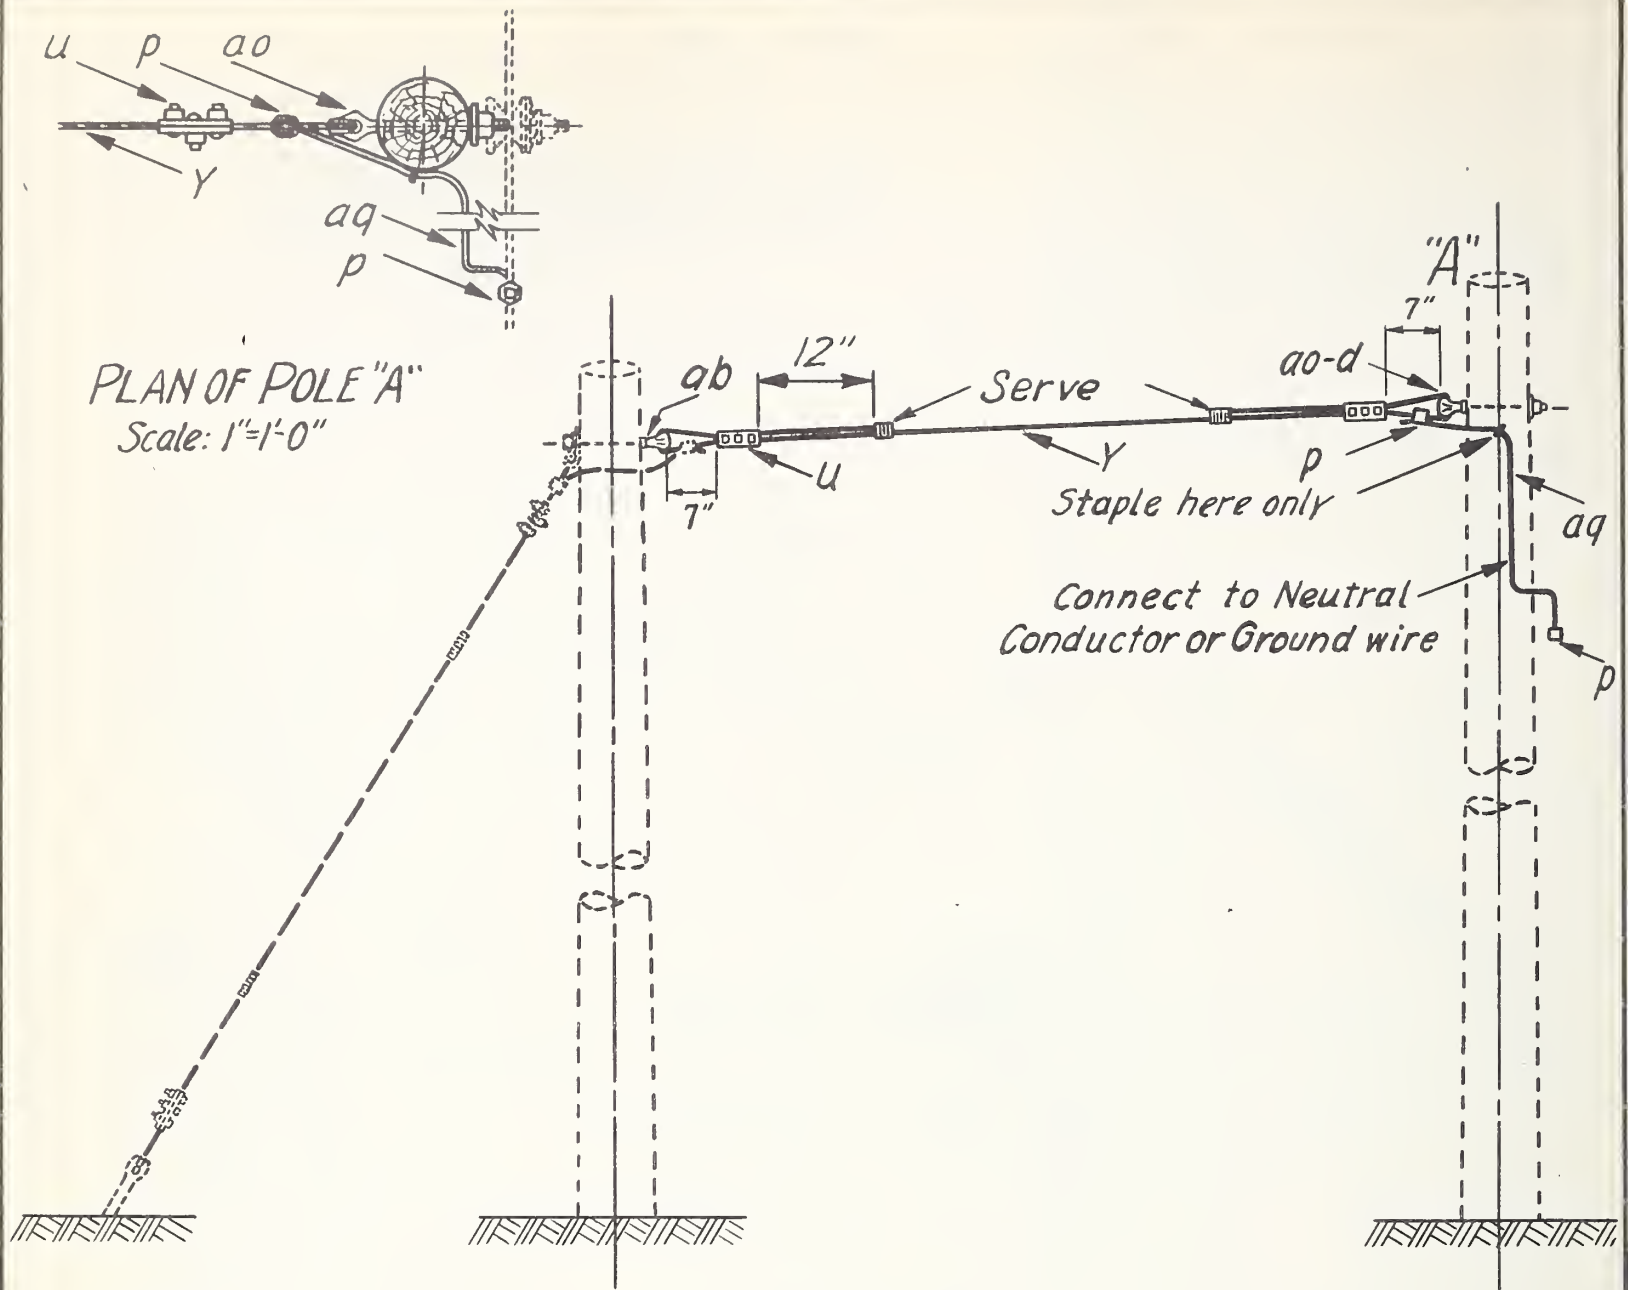 u p ao
Y
aq
p
PLAN OF POLE "A"
Scale: 1"=1'-0"
"A"
7"
12"
ab
Serve
ao-d
Y
u
7"
p
Staple here only
aq
Connect to Neutral
Conductor or Ground wire
p